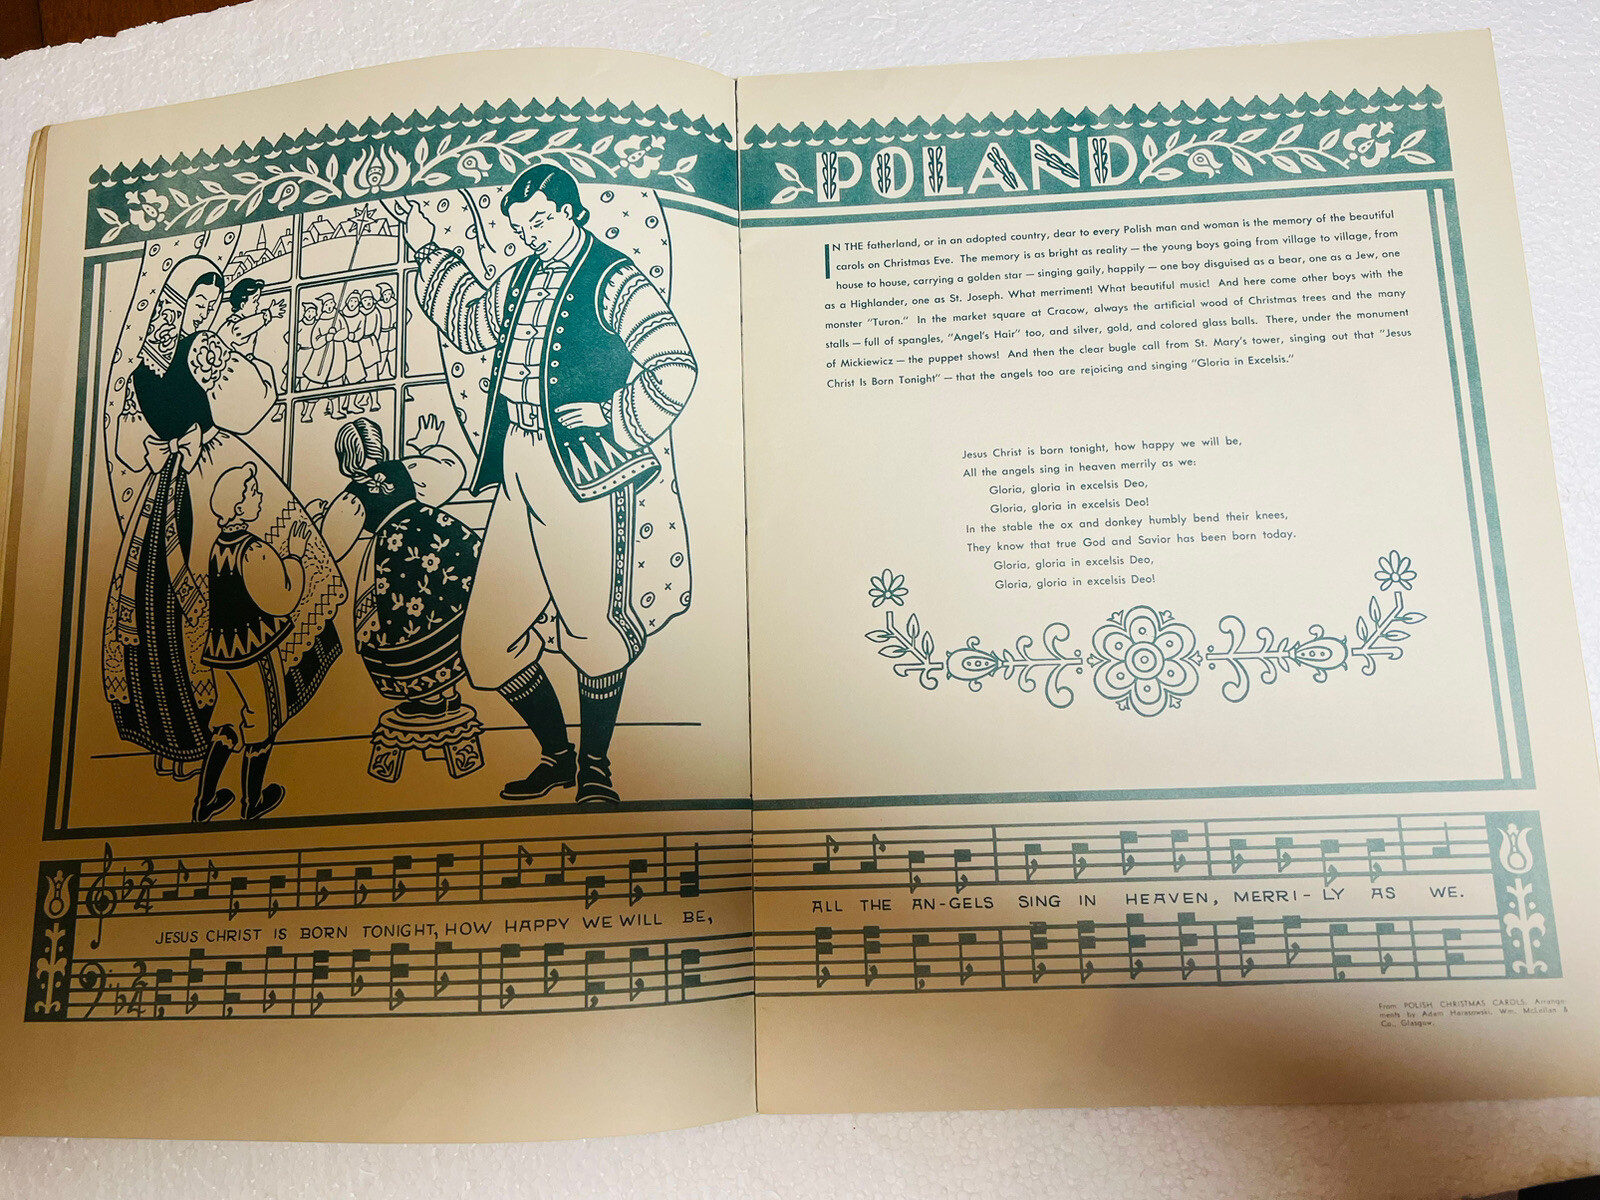 POLAND
IN THE fatherland, or in an adopted country, dear to every Polish man and woman is the memory of the beautiful
carols on Christmas Eve. The memory is as bright as reality — the young boys going from village to village, from
house to house, carrying a golden star — singing gaily, happily — one boy disguised as a bear, one as a Jew, one
as a Highlander, one as St. Joseph. What merriment! What beautiful music! And here come other boys with the
monster "Turon." In the market square at Cracow, always the artificial wood of Christmas trees and the many
stalls — full of spangles, "Angel's Hair" too, and silver, gold, and colored glass balls. There, under the monument
of Mickiewicz — the puppet shows! And then the clear bugle call from St. Mary's tower, singing out that "Jesus
Christ Is Born Tonight" — that the angels too are rejoicing and singing "Gloria in Excelsis."
Jesus Christ is born tonight, how happy we will be,
All the angels sing in heaven merrily as we:
Gloria, gloria in excelsis Deo,
Gloria, gloria in excelsis Deo!
In the stable the ox and donkey humbly bend their knees,
They know that true God and Savior has been born today.
Gloria, gloria in excelsis Deo,
Gloria, gloria in excelsis Deo!
2/4
JESUS CHRIST IS BORN TONIGHT, HOW HAPPY WE WILL BE,
ALL THE AN-GELS SING IN HEAVEN, MERRI-LY AS WE.
2/4
From POLISH CHRISTMAS CAROLS. Arrange-
ments by Adam Harasowski. Wm. McLellan &
Co., Glasgow.